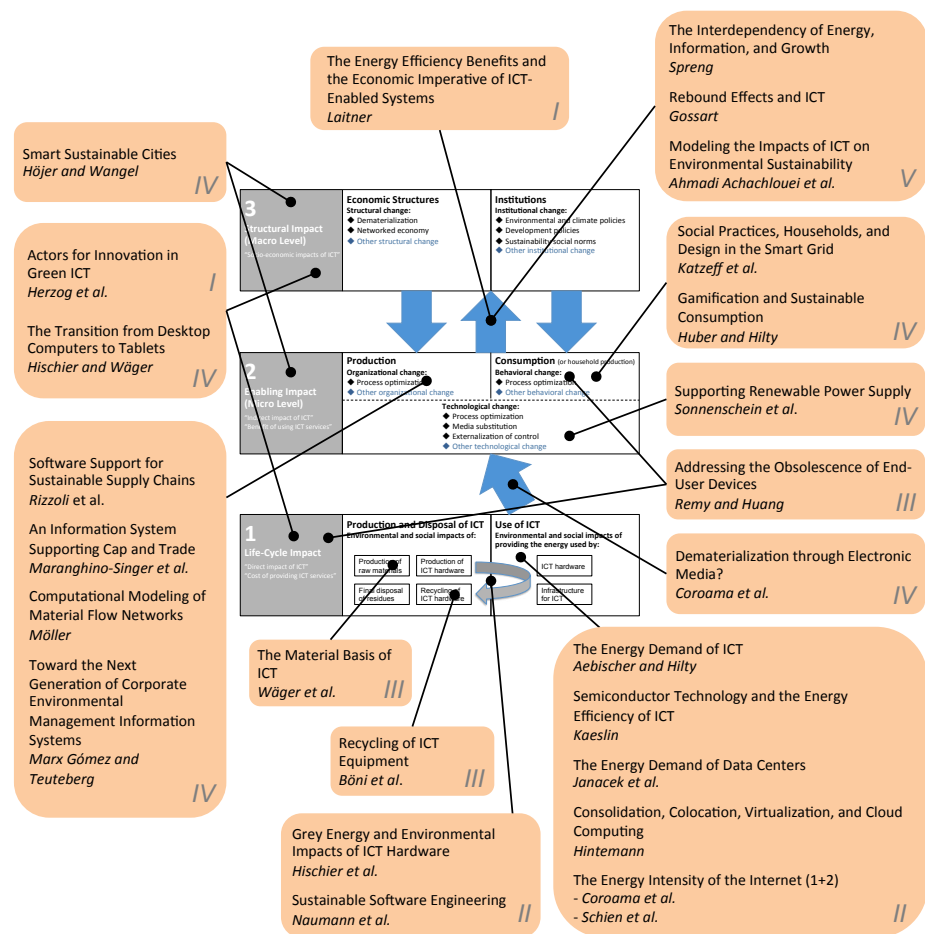 The Energy Efficiency Benefits and
the Economic Imperative of ICT-
Enabled Systems
Laitner
I
The Interdependency of Energy,
Information, and Growth
Spreng
Rebound Effects and ICT
Gossart
Modeling the Impacts of ICT on
Environmental Sustainability
Ahmadi Achachlouei et al.
V
Smart Sustainable Cities
Höjer and Wangel
IV
Actors for Innovation in
Green ICT
Herzog et al.
I
The Transition from Desktop
Computers to Tablets
Hischier and Wäger
IV
Software Support for
Sustainable Supply Chains
Rizzoli et al.
An Information System
Supporting Cap and Trade
Maranghino-Singer et al.
Computational Modeling of
Material Flow Networks
Möller
Toward the Next
Generation of Corporate
Environmental
Management Information
Systems
Marx Gómez and
Teuteberg
IV
3
Structural Impact
(Macro Level)
"Socio-economic impacts of ICT"
Economic Structures
Structural change:
◆ Dematerialization
◆ Networked economy
◆ Other structural change
Institutions
Institutional change:
◆ Environmental and climate policies
◆ Development policies
◆ Sustainability social norms
◆ Other institutional change
2
Enabling Impact
(Micro Level)
"Indirect impact of ICT"
"Benefit of using ICT services"
Production
Organizational change:
◆ Process optimization
◆ Other organizational change
Consumption (or household production)
Behavioral change:
◆ Process optimization
◆ Other behavioral change
Technological change:
◆ Process optimization
◆ Media substitution
◆ Externalization of control
◆ Other technological change
1
Life-Cycle Impact
"Direct impact of ICT"
"Cost of providing ICT services"
Production and Disposal of ICT
Environmental and social impacts of:
Production of
raw materials
Production of
ICT hardware
Final disposal
of residues
Recycling of
ICT hardware
Use of ICT
Environmental and social impacts of
providing the energy used by:
ICT hardware
Infrastructure
for ICT
Social Practices, Households, and
Design in the Smart Grid
Katzeff et al.
Gamification and Sustainable
Consumption
Huber and Hilty
IV
Supporting Renewable Power Supply
Sonnenschein et al.
IV
Addressing the Obsolescence of End-
User Devices
Remy and Huang
III
Dematerialization through Electronic
Media?
Coroama et al.
IV
The Material Basis of
ICT
Wäger et al.
III
Recycling of ICT
Equipment
Böni et al.
III
Grey Energy and Environmental
Impacts of ICT Hardware
Hischier et al.
Sustainable Software Engineering
Naumann et al.
II
The Energy Demand of ICT
Aebischer and Hilty
Semiconductor Technology and the Energy
Efficiency of ICT
Kaeslin
The Energy Demand of Data Centers
Janacek et al.
Consolidation, Colocation, Virtualization, and Cloud
Computing
Hintemann
The Energy Intensity of the Internet (1+2)
- Coroama et al.
- Schien et al.
II